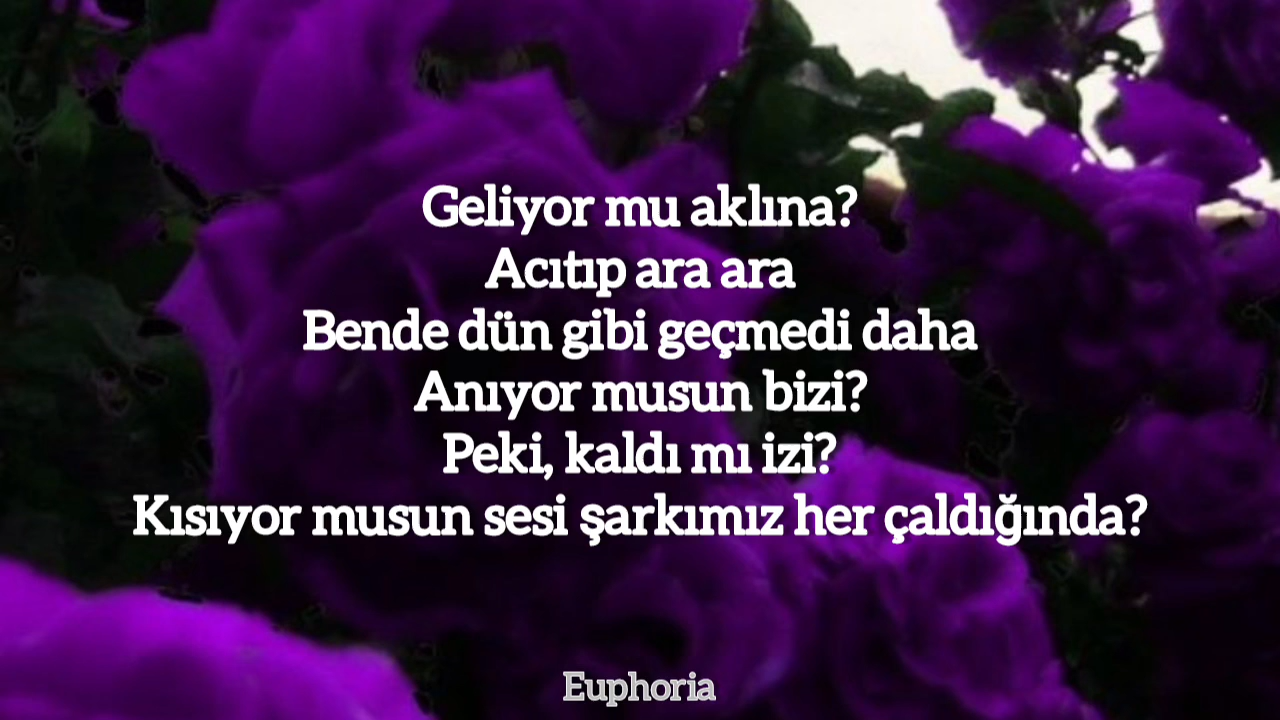 Geliyor mu aklına?
Acıtıp ara ara
Bende dün gibi geçmedi daha
Anıyor musun bizi?
Peki, kaldı mı izi?
Kısıyor musun sesi şarkımız her çaldığında?
Euphoria